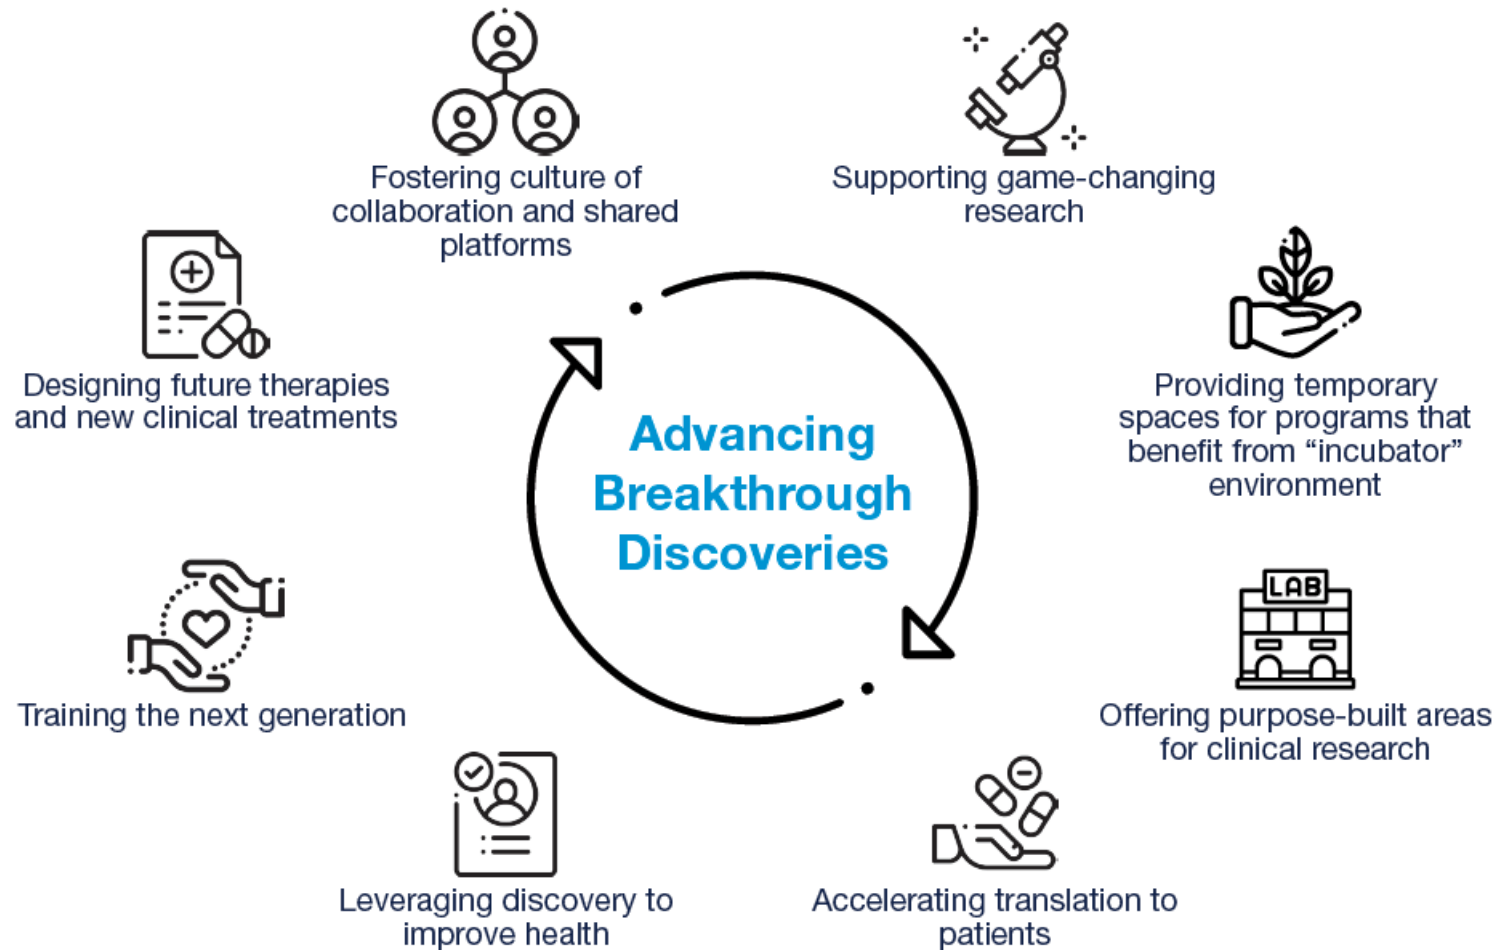 Fostering culture of
collaboration and shared
platforms
Supporting game-changing
research
Designing future therapies
and new clinical treatments
Providing temporary
spaces for programs that
benefit from “incubator”
environment
Advancing
Breakthrough
Discoveries
LAB
Training the next generation
Offering purpose-built areas
for clinical research
Leveraging discovery to
improve health
Accelerating translation to
patients